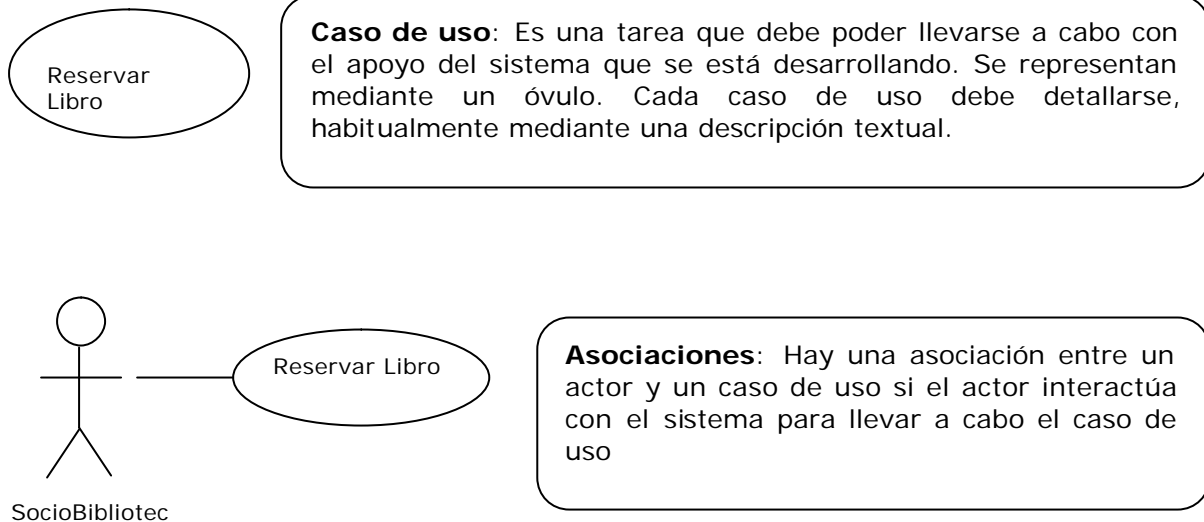 Reservar
Libro
Caso de uso: Es una tarea que debe poder llevarse a cabo con
el apoyo del sistema que se está desarrollando. Se representan
mediante un óvulo. Cada caso de uso debe detallarse,
habitualmente mediante una descripción textual.
Reservar Libro
Asociaciones: Hay una asociación entre un
actor y un caso de uso si el actor interactúa
con el sistema para llevar a cabo el caso de
uso
SocioBibliotec